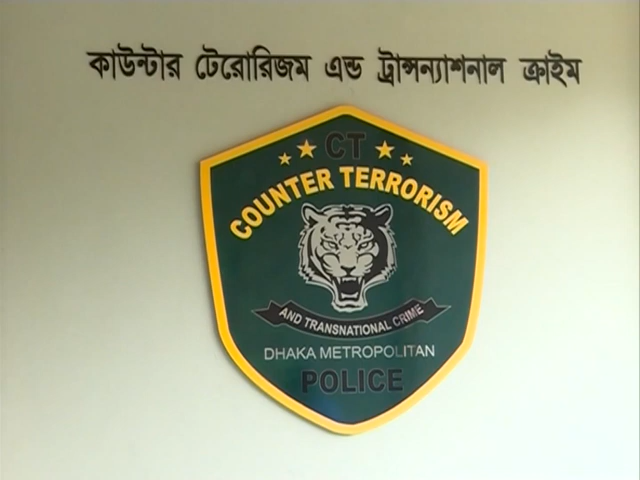 কাউন্টার টেরোরিজম এন্ড ট্রান্সন্যাশনাল ক্রাইম
CT
COUNTER TERRORISM
AND TRANSNATIONAL CRIME
DHAKA METROPOLITAN
POLICE